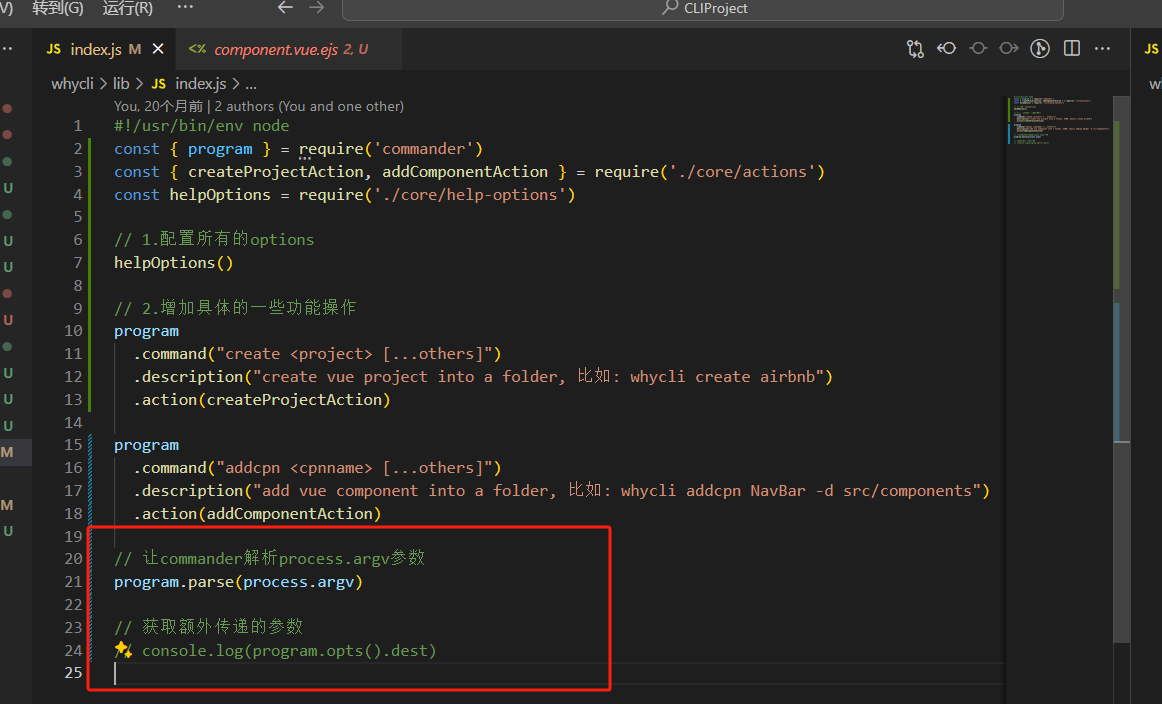 V) 转到(G) 运行(R) ··· ← → CLIProject
JS index.js M × <% component.vue.ejs 2, U ··· JS
whycli > lib > JS index.js > ...
You, 20个月前 | 2 authors (You and one other)
1 #!/usr/bin/env node
2 const { program } = require('commander')
3 const { createProjectAction, addComponentAction } = require('./core/actions')
4 const helpOptions = require('./core/help-options')
5
6 // 1.配置所有的options
7 helpOptions()
8
9 // 2.增加具体的一些功能操作
10 program
11 .command("create <project> [...others]")
12 .description("create vue project into a folder, 比如: whycli create airbnb")
13 .action(createProjectAction)
14
15 program
16 .command("addcpn <cpnname> [...others]")
17 .description("add vue component into a folder, 比如: whycli addcpn NavBar -d src/components")
18 .action(addComponentAction)
19
20 // 让commander解析process.argv参数
21 program.parse(process.argv)
22
23 // 获取额外传递的参数
24 // console.log(program.opts().dest)
25
U
U
U
U
U
U
U
M
M
U